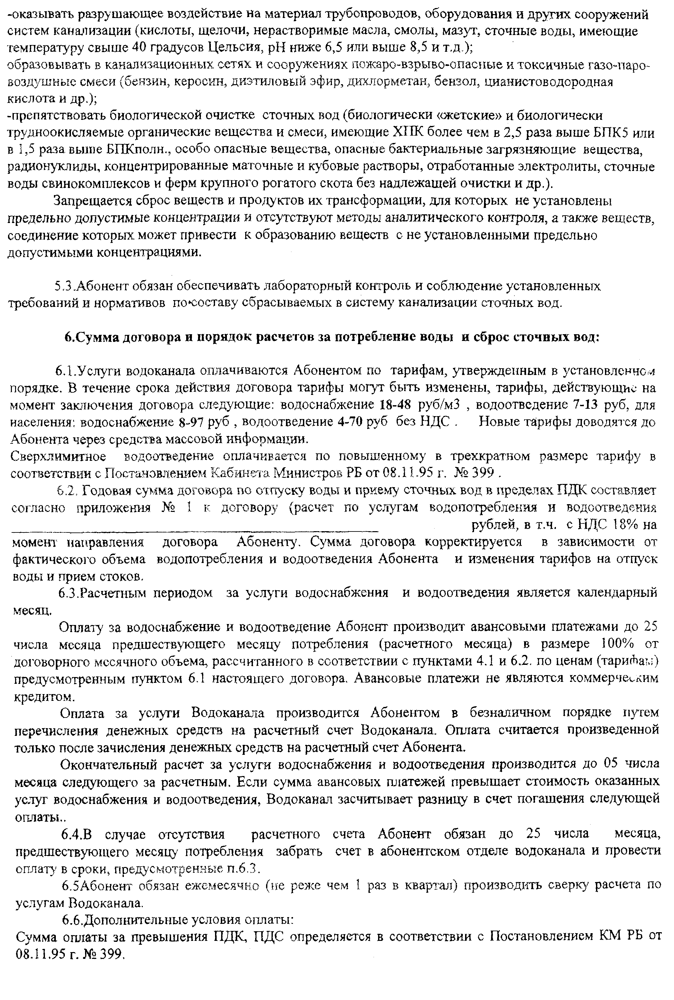 -оказывать разрушающее воздействие на материал трубопроводов, оборудования и других сооружений
систем канализации (кислоты, щелочи, нерастворимые масла, смолы, мазут, сточные воды, имеющие
температуру свыше 40 градусов Цельсия, рН ниже 6,5 или выше 8,5 и т.д.);
образовывать в канализационных сетях и сооружениях пожаро-взрыво-опасные и токсичные газо-паро-
воздушные смеси (бензин, керосин, диэтиловый эфир, дихлорметан, бензол, цианистоводородная
кислота и др.);
-препятствовать биологической очистке сточных вод (биологически «жетские» и биологически
трудноокисляемые органические вещества и смеси, имеющие ХПК более чем в 2,5 раза выше БПК5 или
в 1,5 раза выше БПКполн., особо опасные вещества, опасные бактериальные загрязняющие вещества,
радионуклиды, концентрированные маточные и кубовые растворы, отработанные электролиты, сточные
воды свинокомплексов и ферм крупного рогатого скота без надлежащей очистки и др.).
Запрещается сброс веществ и продуктов их трансформации, для которых не установлены
предельно допустимые концентрации и отсутствуют методы аналитического контроля, а также веществ,
соединение которых может привести к образованию веществ с не установленными предельно
допустимыми концентрациями.
5.3.Абонент обязан обеспечивать лабораторный контроль и соблюдение установленных
требований и нормативов по составу сбрасываемых в систему канализации сточных вод.
6.Сумма договора и порядок расчетов за потребление воды и сброс сточных вод:
6.1.Услуги водоканала оплачиваются Абонентом по тарифам, утвержденным в установленном
порядке. В течение срока действия договора тарифы могут быть изменены, тарифы, действующие на
момент заключения договора следующие: водоснабжение 18-48 руб/м3 , водоотведение 7-13 руб, для
населения: водоснабжение 8-97 руб , водоотведение 4-70 руб без НДС . Новые тарифы доводятся до
Абонента через средства массовой информации.
Сверхлимитное водоотведение оплачивается по повышенному в трехкратном размере тарифу в
соответствии с Постановлением Кабинета Министров РБ от 08.11.95 г. № 399 .
6.2. Годовая сумма договора по отпуску воды и приему сточных вод в пределах ПДК составляет
согласно приложения № 1 к договору (расчет по услугам водопотребления и водоотведения
рублей, в т.ч. с НДС 18% на
момент направления договора Абоненту. Сумма договора корректируется в зависимости от
фактического объема водопотребления и водоотведения Абонента и изменения тарифов на отпуск
воды и прием стоков.
6.3.Расчетным периодом за услуги водоснабжения и водоотведения является календарный
месяц.
Оплату за водоснабжение и водоотведение Абонент производит авансовыми платежами до 25
числа месяца предшествующего месяцу потребления (расчетного месяца) в размере 100% от
договорного месячного объема, рассчитанного в соответствии с пунктами 4.1 и 6.2. по ценам (тарифам)
предусмотренным пунктом 6.1 настоящего договора. Авансовые платежи не являются коммерческим
кредитом.
Оплата за услуги Водоканала производится Абонентом в безналичном порядке путем
перечисления денежных средств на расчетный счет Водоканала. Оплата считается произведенной
только после зачисления денежных средств на расчетный счет Абонента.
Окончательный расчет за услуги водоснабжения и водоотведения производится до 05 числа
месяца следующего за расчетным. Если сумма авансовых платежей превышает стоимость оказанных
услуг водоснабжения и водоотведения, Водоканал засчитывает разницу в счет погашения следующей
оплаты..
6.4.В случае отсутствия расчетного счета Абонент обязан до 25 числа месяца,
предшествующего месяцу потребления забрать счет в абонентском отделе водоканала и провести
оплату в сроки, предусмотренные п.6.3.
6.5Абонент обязан ежемесячно (не реже чем 1 раз в квартал) производить сверку расчета по
услугам Водоканала.
6.6.Дополнительные условия оплаты:
Сумма оплаты за превышения ПДК, ПДС определяется в соответствии с Постановлением КМ РБ от
08.11.95 г. № 399.